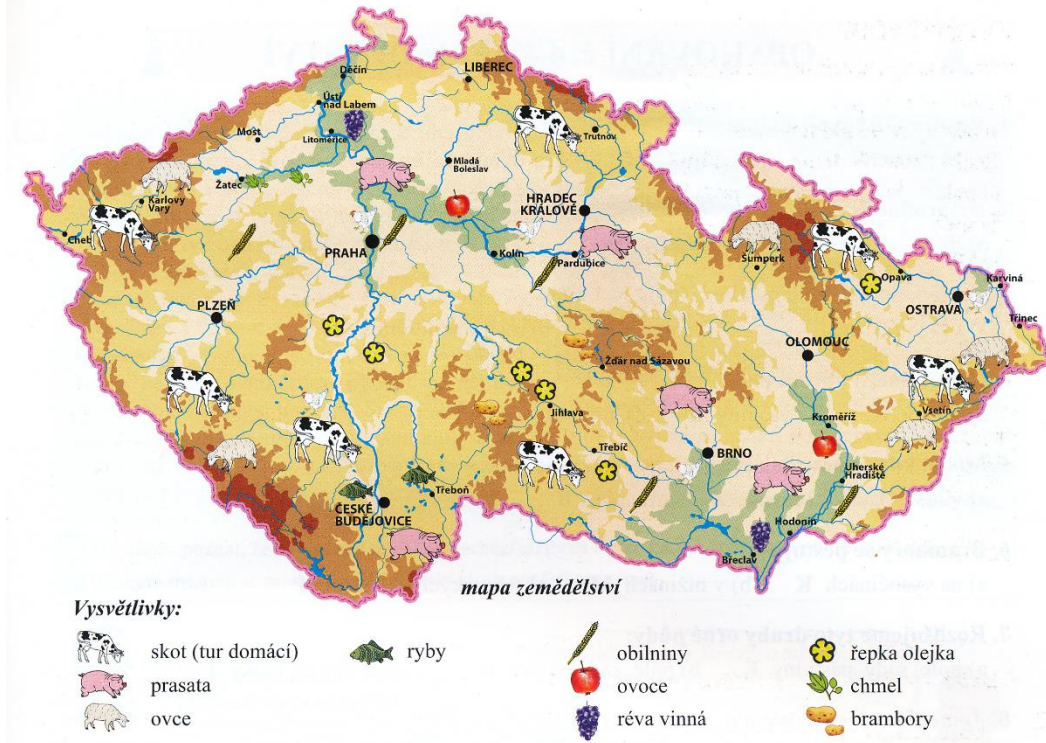 Děčín
LIBEREC
Ústí
nad Labem
Trutnov
Most
Litoměřice
Mladá
Boleslav
Žatec
Karlovy
Vary
HRADEC
KRÁLOVÉ
Cheb
PRAHA
Kolín
Pardubice
Šumperk
Opava
Karviná
PLZEŇ
OSTRAVA
Třinec
OLOMOUC
Žďár nad Sázavou
Jihlava
Kroměříž
Vsetín
Třebíč
BRNO
Uherské
Hradiště
Třeboň
ČESKÉ
BUDĚJOVICE
Hodonín
Břeclav
mapa zemědělství
Vysvětlivky:
skot (tur domácí)
prasata
ovce
ryby
obilniny
ovoce
réva vinná
řepka olejka
chmel
brambory